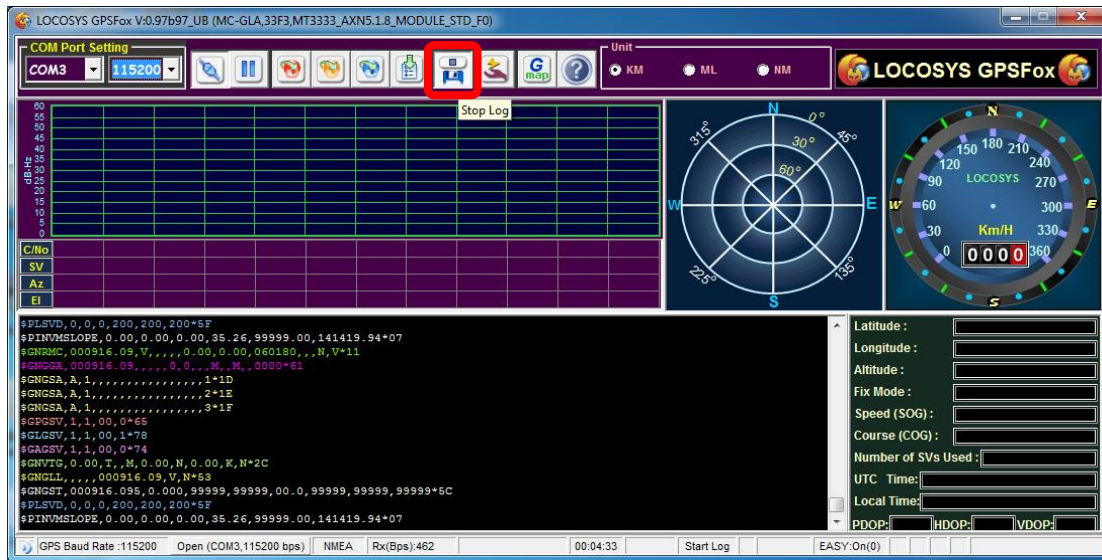 LOCOSYS GPSFox V:0.97b97_UB (MC-GLA,33F3,MT3333_AXN5.1.8_MODULE_STD_F0)
COM Port Setting
COM3 115200
G map
?
Unit
KM ML NM
LOCOSYS GPSFox
Stop Log
60
55
50
45
40
35
30
25
20
15
10
5
0
dB-Hz
C/No
SV
Az
El
N
0°
45°
30°
60°
315°
W
E
225°
135°
S
N
W
E
S
0 30 60 90 120 150 180 210 240 270 300 330 360
LOCOSYS
Km/H
0000
$PLSVD,0,0,0,200,200,200*5F
$PINVMSLOPE,0.00,0.00,0.00,35.26,99999.00,141419.94*07
$GNRMC,000916.09,V,,,,,0.00,0.00,060180,,,N,V*11
$GNGGA,000916.09,,,,,0,0,,,M,,M,,0000*61
$GNGSA,A,1,,,,,,,,,,,,,,,,1*1D
$GNGSA,A,1,,,,,,,,,,,,,,,,2*1E
$GNGSA,A,1,,,,,,,,,,,,,,,,3*1F
$GPGSV,1,1,00,0*65
$GLGSV,1,1,00,1*78
$GAGSV,1,1,00,0*74
$GNVTG,0.00,T,,M,0.00,N,0.00,K,N*2C
$GNGLL,,,,,000916.09,V,N*53
$GNGST,000916.095,0.000,99999,99999,00.0,99999,99999,99999*5C
$PLSVD,0,0,0,200,200,200*5F
$PINVMSLOPE,0.00,0.00,0.00,35.26,99999.00,141419.94*07
Latitude :
Longitude :
Altitude :
Fix Mode :
Speed (SOG) :
Course (COG) :
Number of SVs Used :
UTC Time:
Local Time:
PDOP: HDOP: VDOP:
GPS Baud Rate :115200 Open (COM3,115200 bps) NMEA Rx(Bps):462 00:04:33 Start Log EASY:On(0)